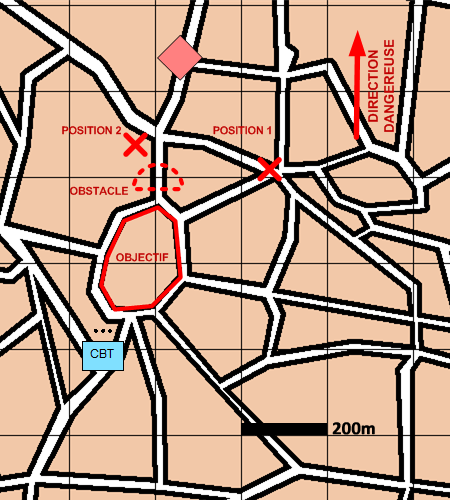 DIRECTION
DANGEREUSE
POSITION 2
POSITION 1
OBSTACLE
OBJECTIF
CBT
200m